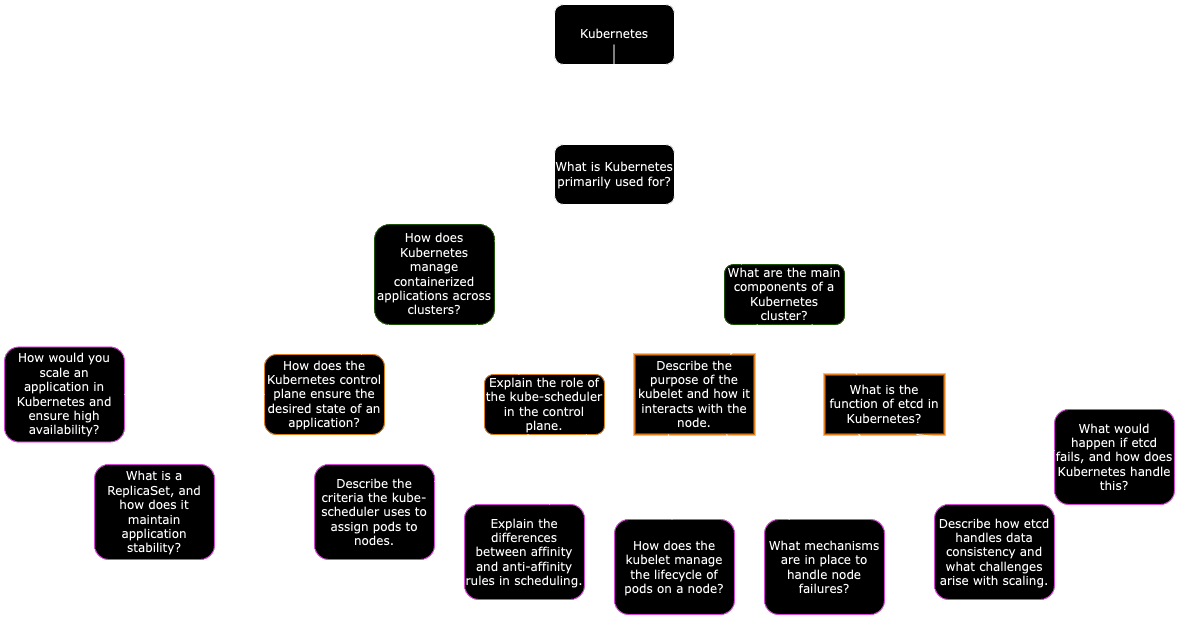 Kubernetes
What is Kubernetes
primarily used for?
How does
Kubernetes
manage
containerized
applications across
clusters?
What are the main
components of a
Kubernetes
cluster?
How would you
scale an
application in
Kubernetes and
ensure high
availability?
How does the
Kubernetes control
plane ensure the
desired state of an
application?
Explain the role of
the kube-scheduler
in the control
plane.
Describe the
purpose of the
kubelet and how it
interacts with the
node.
What is the
function of etcd in
Kubernetes?
What would
happen if etcd
fails, and how does
Kubernetes handle
this?
What is a
ReplicaSet, and
how does it
maintain
application
stability?
Describe the
criteria the kube-
scheduler uses to
assign pods to
nodes.
Explain the
differences
between affinity
and anti-affinity
rules in scheduling.
How does the
kubelet manage
the lifecycle of
pods on a node?
What mechanisms
are in place to
handle node
failures?
Describe how etcd
handles data
consistency and
what challenges
arise with scaling.